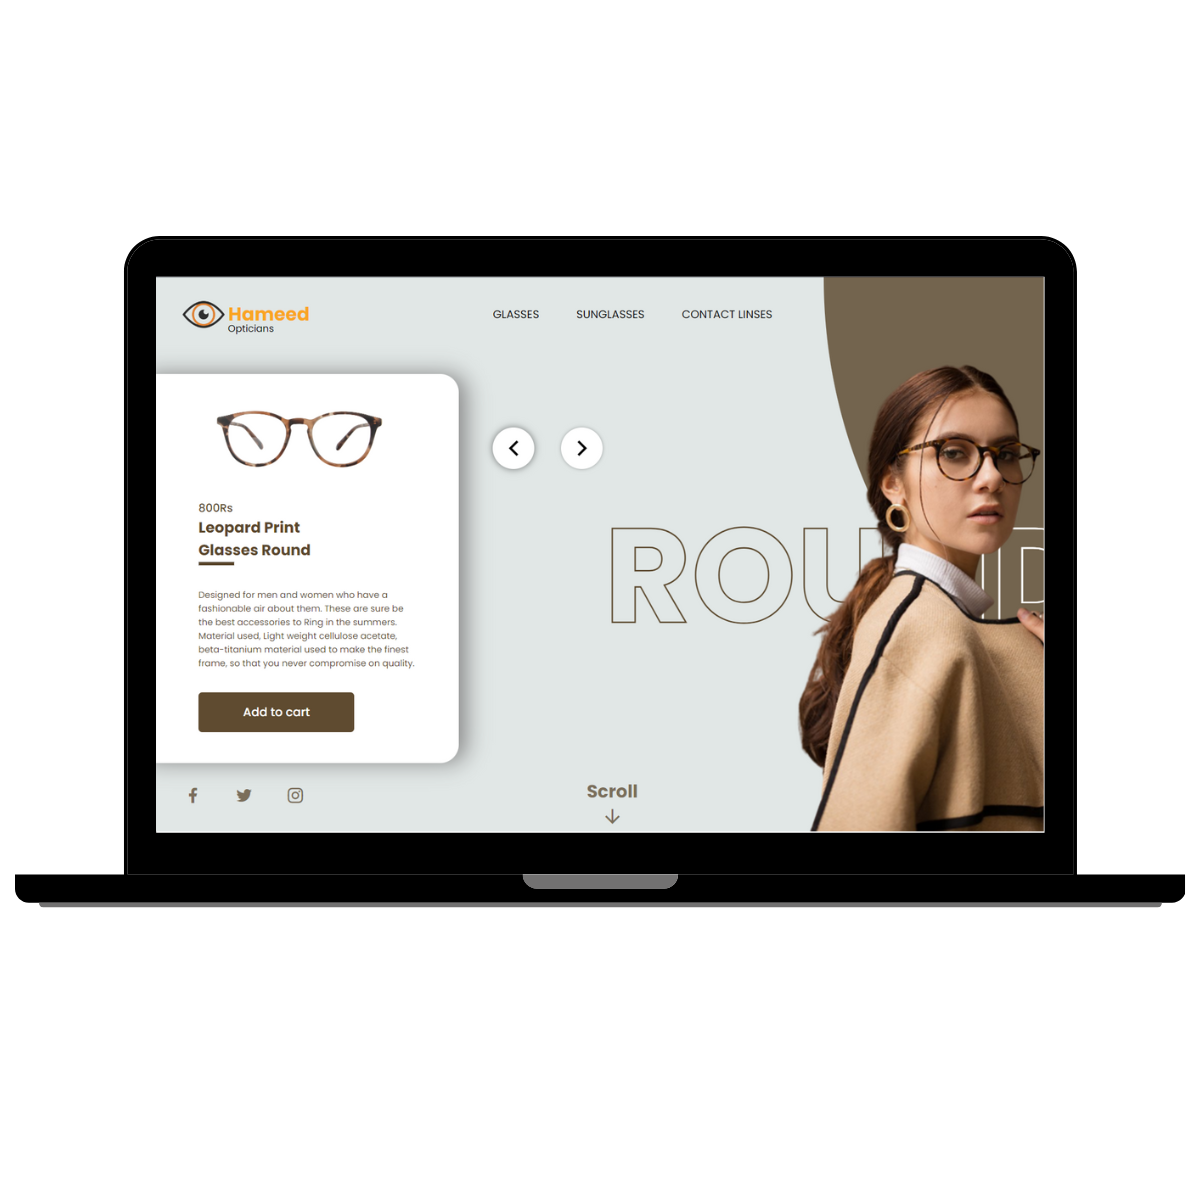 Hameed
Opticians
GLASSES
SUNGLASSES
CONTACT LINSES
800Rs
Leopard Print
Glasses Round
Designed for men and women who have a
fashionable air about them. These are sure be
the best accessories to Ring in the summers.
Material used, Light weight cellulose acetate,
beta-titanium material used to make the finest
frame, so that you never compromise on quality.
Add to cart
ROUND
Scroll